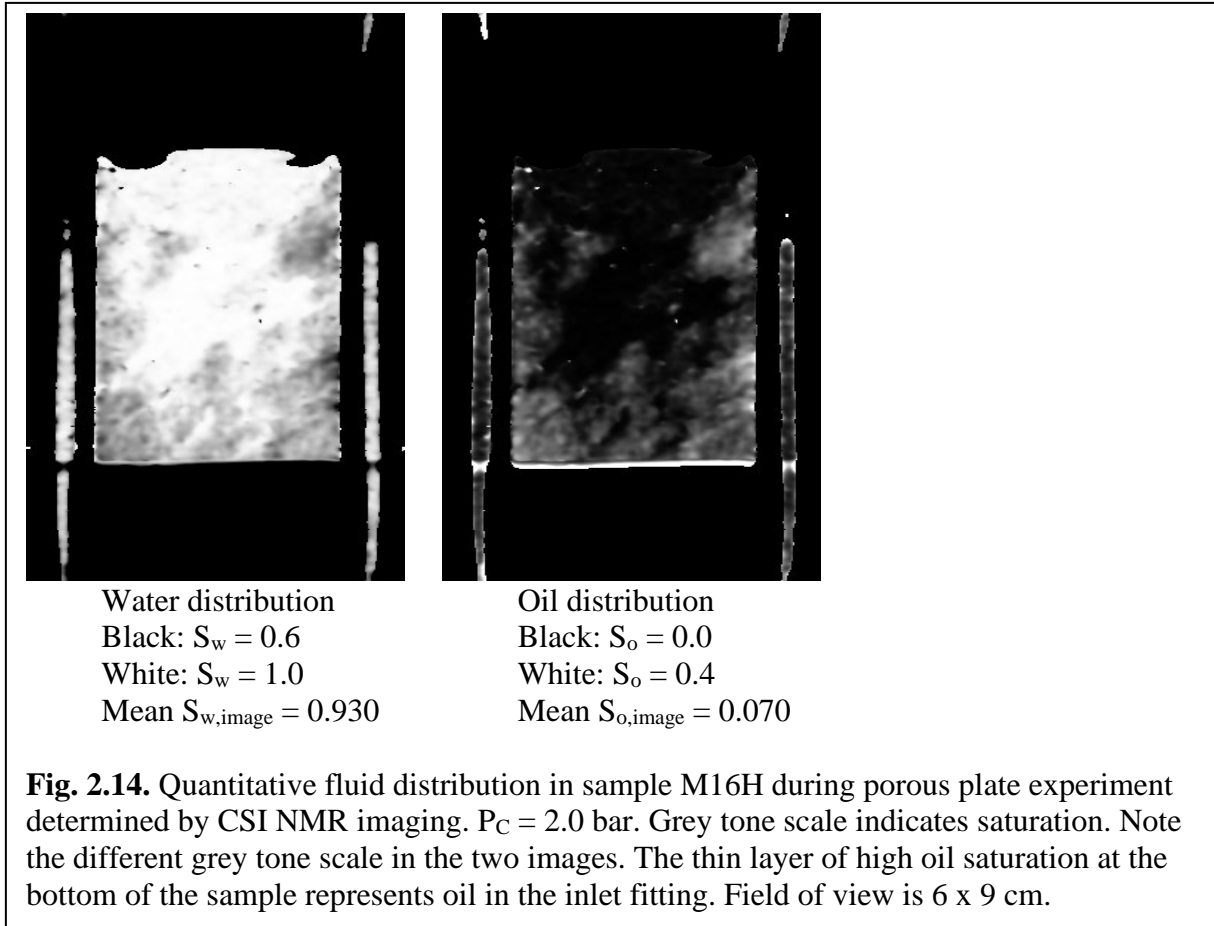 Water distribution
Black: Sw = 0.6
White: Sw = 1.0
Mean Sw,image = 0.930
Oil distribution
Black: So = 0.0
White: So = 0.4
Mean So,image = 0.070
Fig. 2.14. Quantitative fluid distribution in sample M16H during porous plate experiment
determined by CSI NMR imaging. PC = 2.0 bar. Grey tone scale indicates saturation. Note
the different grey tone scale in the two images. The thin layer of high oil saturation at the
bottom of the sample represents oil in the inlet fitting. Field of view is 6 x 9 cm.